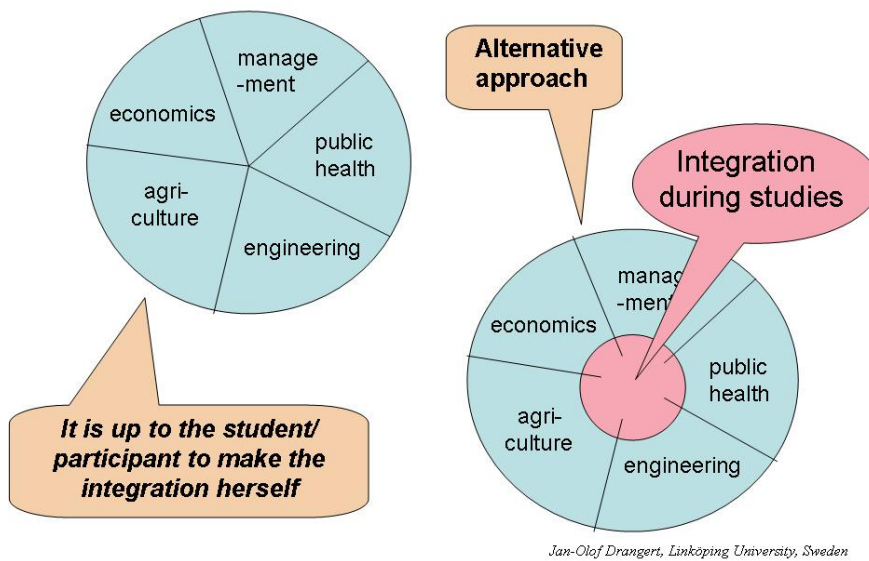 manage
-ment
economics
public
health
agri-
culture
engineering
It is up to the student/
participant to make the
integration herself
Alternative
approach
Integration
during studies
manag
-ment
economics
public
health
agri-
culture
engineering
Jan-Olof Drangert, Linköping University, Sweden